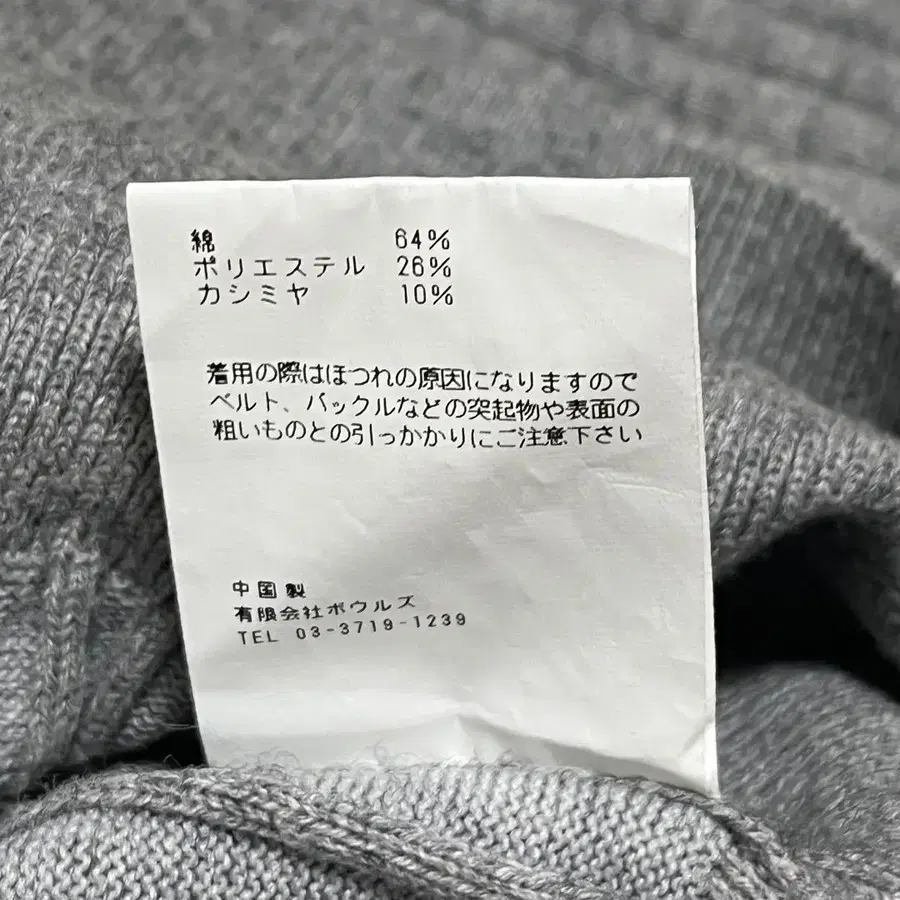 綿 64%
ポリエステル 26%
カシミヤ 10%
着用の際はほつれの原因になりますので
ベルト、バックルなどの突起物や表面の
粗いものとの引っかかりにご注意下さい
中国製
有限会社ボウルズ
TEL 03-3719-1239